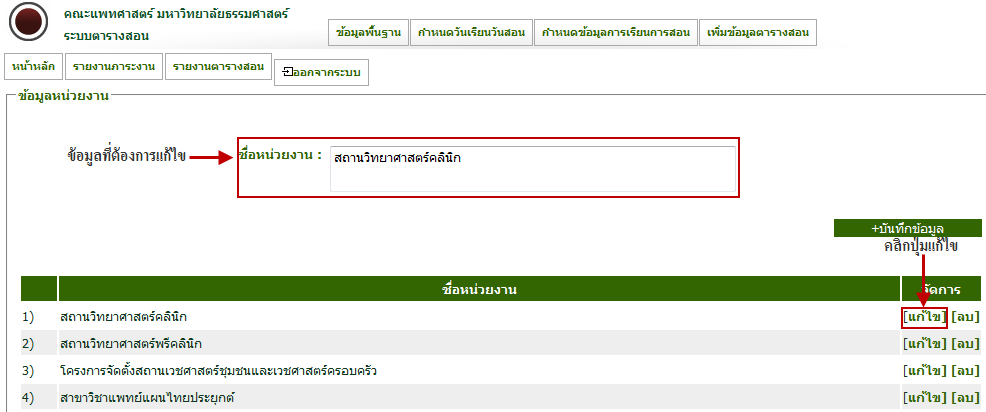 คณะแพทศาสตร์ มหาวิทยาลัยธรรมศาสตร์
ระบบตารางสอน
ข้อมูลพื้นฐาน กำหนดวันเรียนวันสอน กำหนดข้อมูลการเรียนการสอน เพิ่มข้อมูลตารางสอน
หน้าหลัก รายงานภาระงาน รายงานตารางสอน ออกจากระบบ
ข้อมูลหน่วยงาน
ข้อมูลที่ต้องการแก้ไข ชื่อหน่วยงาน : สถานวิทยาศาสตร์คลินิก
+บันทึกข้อมูล
คลิกปุ่มแก้ไข
ชื่อหน่วยงาน จัดการ
1) สถานวิทยาศาสตร์คลินิก [แก้ไข] [ลบ]
2) สถานวิทยาศาสตร์พรีคลินิก [แก้ไข] [ลบ]
3) โครงการจัดตั้งสถานเวชศาสตร์ชุมชนและเวชศาสตร์ครอบครัว [แก้ไข] [ลบ]
4) สาขาวิชาแพทย์แผนไทยประยุกต์ [แก้ไข] [ลบ]